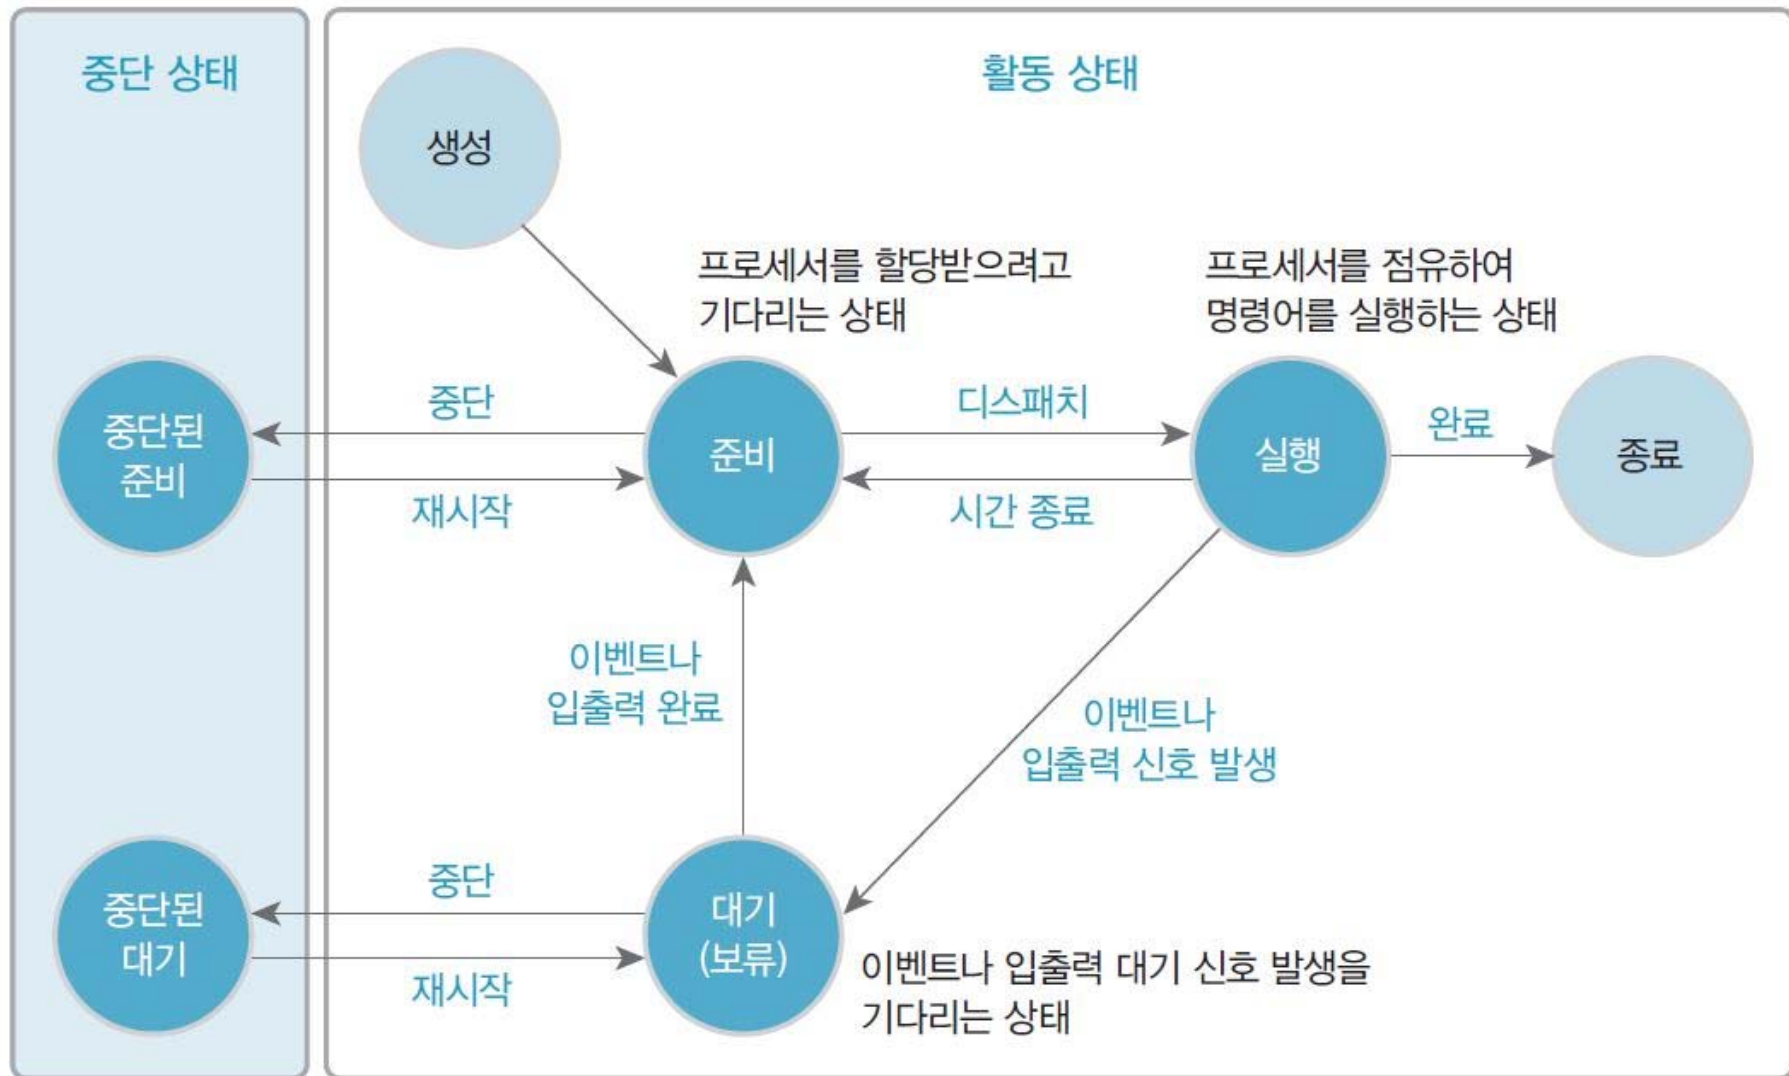 중단 상태
활동 상태
생성
프로세서를 할당받으려고
기다리는 상태
프로세서를 점유하여
명령어를 실행하는 상태
중단된
준비
중단
재시작
준비
디스패치
시간 종료
실행
완료
종료
이벤트나
입출력 완료
이벤트나
입출력 신호 발생
중단된
대기
중단
재시작
대기
(보류)
이벤트나 입출력 대기 신호 발생을
기다리는 상태